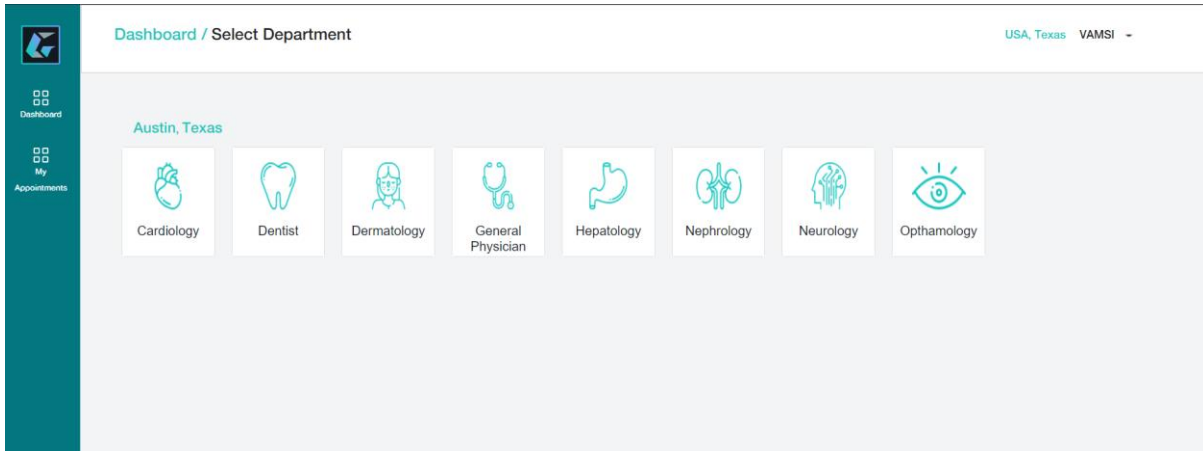 Dashboard / Select Department
USA, Texas VAMSI
Dashboard
My
Appointments
Austin, Texas
Cardiology
Dentist
Dermatology
General
Physician
Hepatology
Nephrology
Neurology
Opthamology